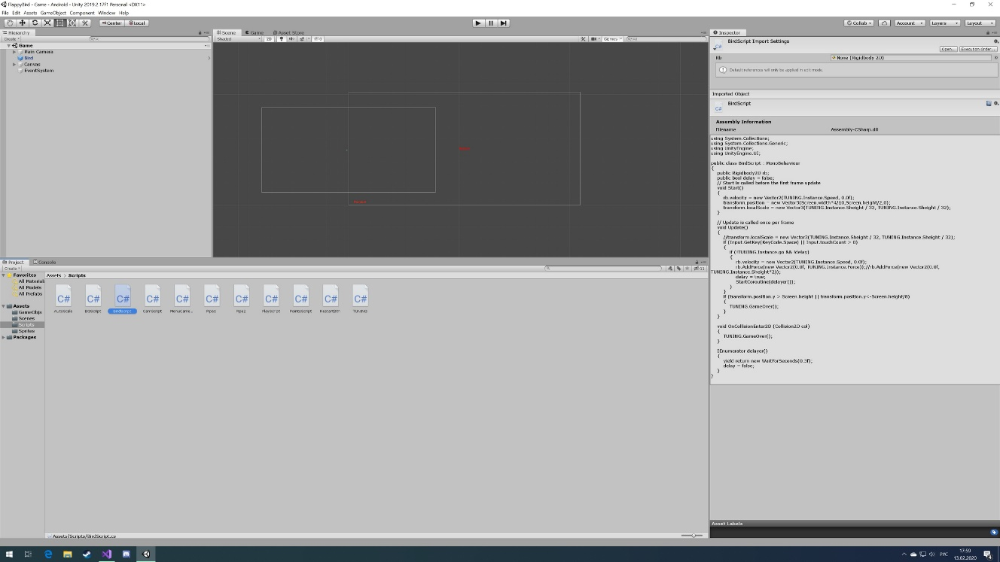 FlappyBird - Game - Android - Unity 2019.2.17f1 Personal <DX11>
File Edit Assets GameObject Component Window Help
Center Local
Collab Account Layers Layout
Hierarchy
Create
Game
Main Camera
Bird
Canvas
EventSystem
Scene Game Asset Store
Shaded 2D 0 Gizmos All
Inspector
BirdScript Import Settings
Open... Execution Order...
Rb None (Rigidbody 2D)
Default references will only be applied in edit mode.
Imported Object
BirdScript
Assembly Information
Filename Assembly-CSharp.dll
using System.Collections;
using System.Collections.Generic;
using UnityEngine;
using UnityEngine.UI;
public class BirdScript : MonoBehaviour
{
public Rigidbody2D rb;
public bool delay = false;
// Start is called before the first frame update
void Start()
{
rb.velocity = new Vector2(TUNING.Instance.Speed, 0.0f);
transform.position = new Vector3(Screen.width*4/10,Screen.height/2,0);
transform.localScale = new Vector3(TUNING.Instance.Sheight / 32, TUNING.Instance.Sheight / 32);
}
// Update is called once per frame
void Update()
{
//transform.localScale = new Vector3(TUNING.Instance.Sheight / 32, TUNING.Instance.Sheight / 32);
if (Input.GetKey(KeyCode.Space) || Input.touchCount > 0)
{
if (!TUNING.Instance.go && !delay)
{
rb.velocity = new Vector2(TUNING.Instance.Speed, 0.0f);
rb.AddForce(new Vector2(0.0f, TUNING.Instance.Force));//rb.AddForce(new Vector2(0.0f,
TUNING.Instance.Sheight*2));
delay = true;
StartCoroutine(delayer());
}
}
if (transform.position.y > Screen.height || transform.position.y<-Screen.height/8)
{
TUNING.GameOver();
}
}
void OnCollisionEnter2D (Collision2D col)
{
TUNING.GameOver();
}
IEnumerator delayer()
{
yield return new WaitForSeconds(0.3f);
delay = false;
}
}
Project Console
Create 11
Favorites
All Material
All Models
All Prefabs
Assets
GameObjs
Scenes
Scripts
Sprites
Packages
Assets > Scripts
C# C# C# C# C# C# C# C# C# C# C#
AutoScale BGScript BirdScript CamScript MenuGame... Pipe1 Pipe2 PlayScript PointsScript RestartBtn TUNING
Assets/Scripts/BirdScript.cs
Asset Labels
РУС
17:59
13.02.2020
4